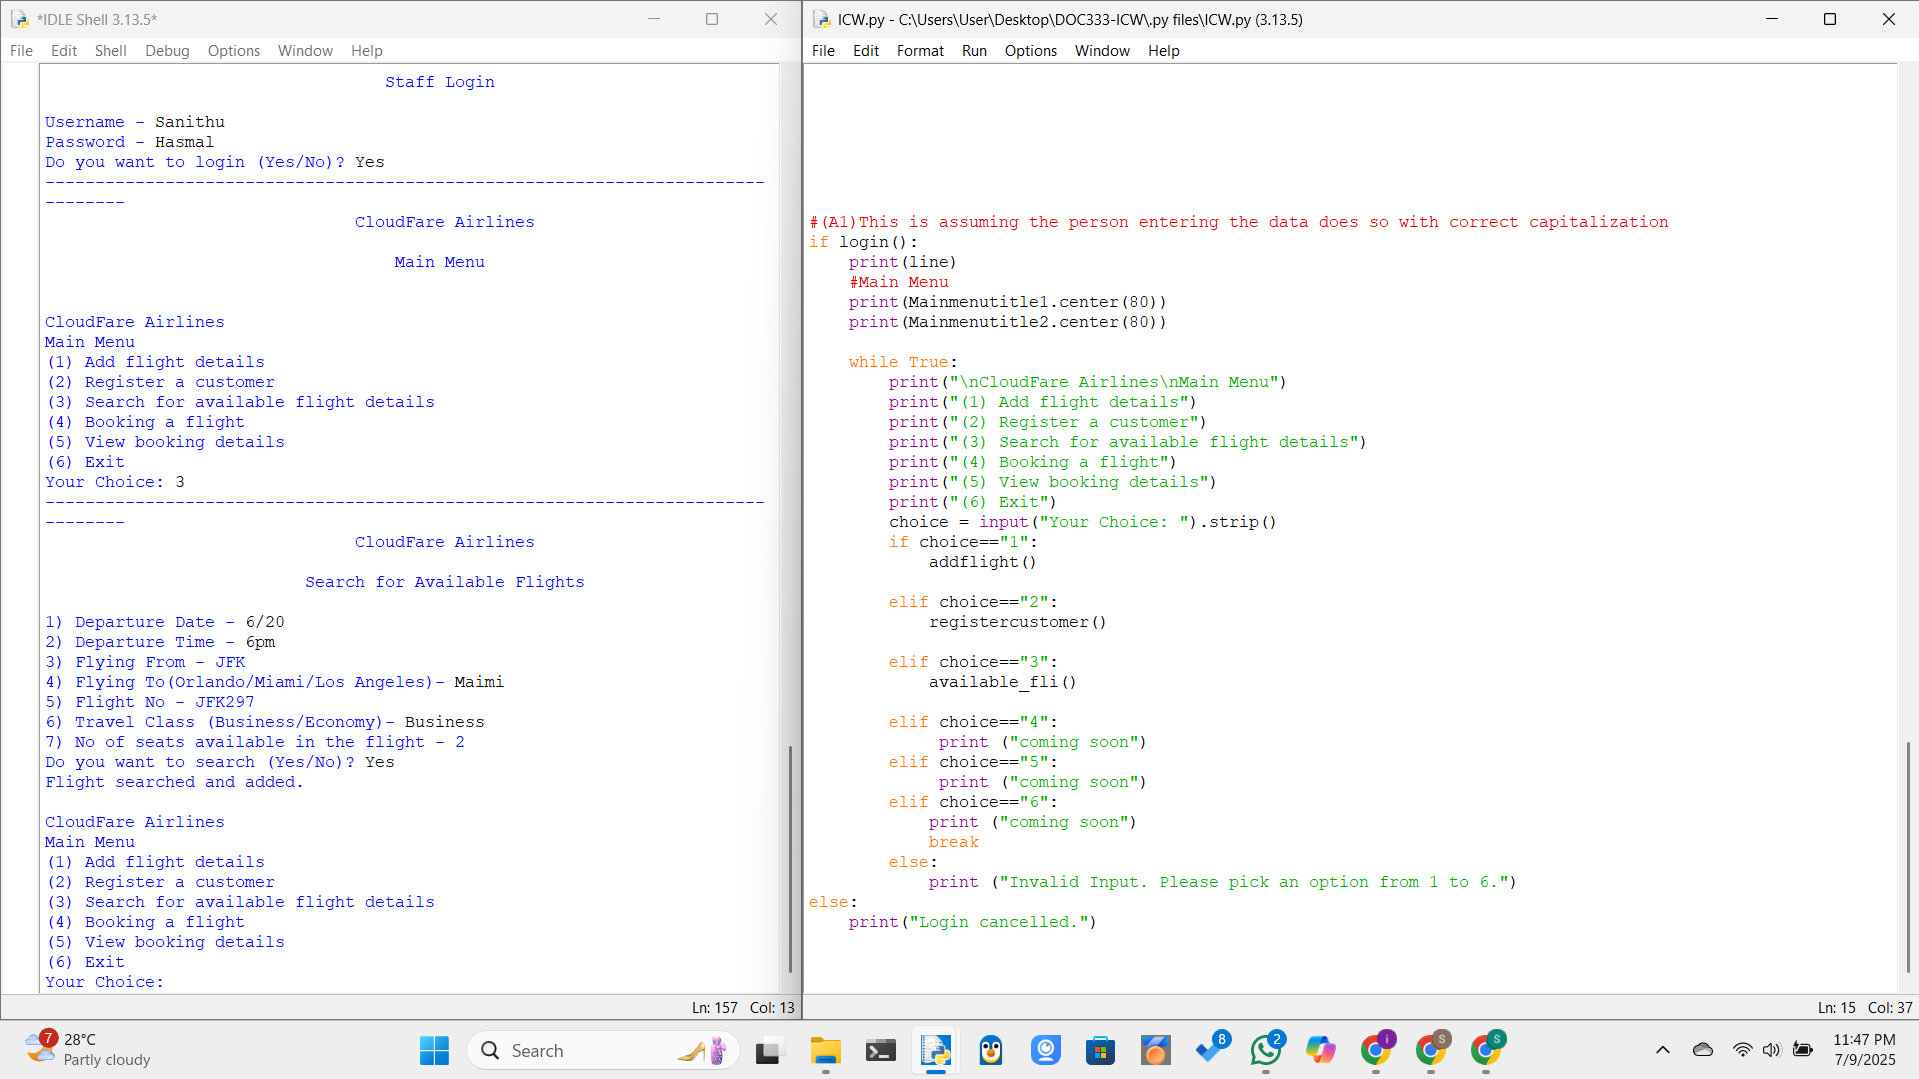 *IDLE Shell 3.13.5*
File Edit Shell Debug Options Window Help
Staff Login
Username - Sanithu
Password - Hasmal
Do you want to login (Yes/No)? Yes
------------------------------------------------------------------------
--------
CloudFare Airlines
Main Menu
CloudFare Airlines
Main Menu
(1) Add flight details
(2) Register a customer
(3) Search for available flight details
(4) Booking a flight
(5) View booking details
(6) Exit
Your Choice: 3
------------------------------------------------------------------------
--------
CloudFare Airlines
Search for Available Flights
1) Departure Date - 6/20
2) Departure Time - 6pm
3) Flying From - JFK
4) Flying To(Orlando/Miami/Los Angeles)- Maimi
5) Flight No - JFK297
6) Travel Class (Business/Economy)- Business
7) No of seats available in the flight - 2
Do you want to search (Yes/No)? Yes
Flight searched and added.
CloudFare Airlines
Main Menu
(1) Add flight details
(2) Register a customer
(3) Search for available flight details
(4) Booking a flight
(5) View booking details
(6) Exit
Your Choice:
Ln: 157 Col: 13
ICW.py - C:\Users\User\Desktop\DOC333-ICW\.py files\ICW.py (3.13.5)
File Edit Format Run Options Window Help
#(A1)This is assuming the person entering the data does so with correct capitalization
if login():
    print(line)
    #Main Menu
    print(Mainmenutitle1.center(80))
    print(Mainmenutitle2.center(80))
    while True:
        print("\nCloudFare Airlines\nMain Menu")
        print("(1) Add flight details")
        print("(2) Register a customer")
        print("(3) Search for available flight details")
        print("(4) Booking a flight")
        print("(5) View booking details")
        print("(6) Exit")
        choice = input("Your Choice: ").strip()
        if choice=="1":
            addflight()
        elif choice=="2":
            registercustomer()
        elif choice=="3":
            available_fli()
        elif choice=="4":
             print ("coming soon")
        elif choice=="5":
             print ("coming soon")
        elif choice=="6":
            print ("coming soon")
            break
        else:
            print ("Invalid Input. Please pick an option from 1 to 6.")
else:
    print("Login cancelled.")
Ln: 15 Col: 37
7
28°C
Partly cloudy
Search
8
2
i
S
S
11:47 PM
7/9/2025